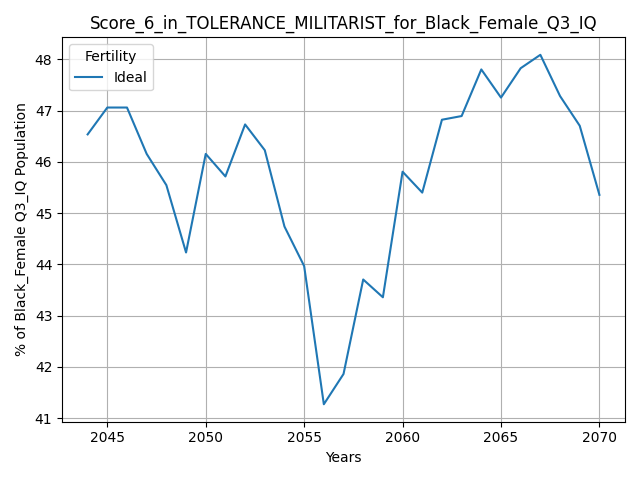 Score_6_in_TOLERANCE_MILITARIST_for_Black_Female_Q3_IQ
Fertility
Ideal
% of Black_Female Q3_IQ Population
48
47
46
45
44
43
42
41
2045
2050
2055
2060
2065
2070
Years